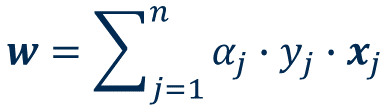 w = ∑_{j=1}^{n} α_j · y_j · x_j